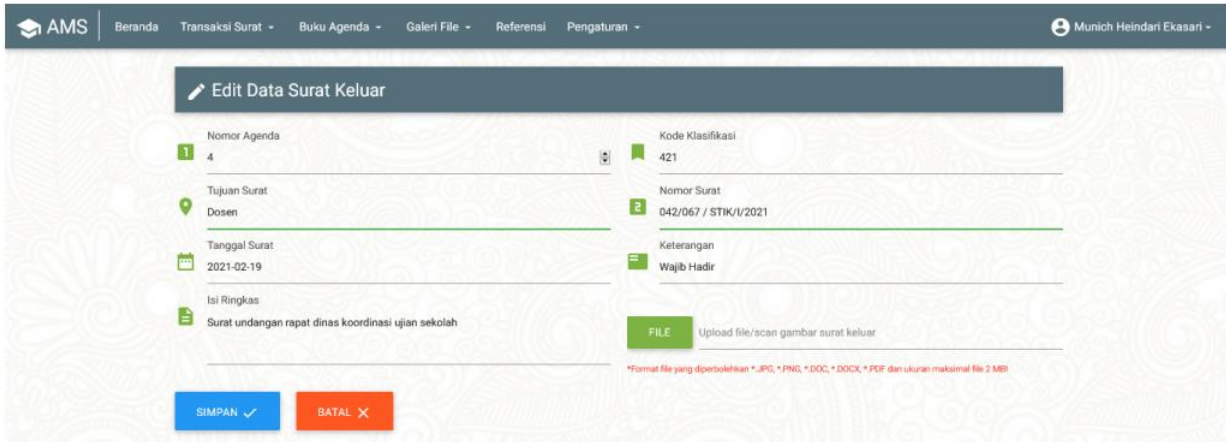 AMS Beranda Transaksi Surat Buku Agenda Galeri File Referensi Pengaturan Munich Heindari Ekasari
Edit Data Surat Keluar
Nomor Agenda
4
Kode Klasifikasi
421
Tujuan Surat
Dosen
Nomor Surat
042/067 / STIK/I/2021
Tanggal Surat
2021-02-19
Keterangan
Wajib Hadir
Isi Ringkas
Surat undangan rapat dinas koordinasi ujian sekolah
FILE Upload file/scan gambar surat keluar
*Format file yang diperbolehkan *.JPG, *.PNG, *.DOC, *.DOCX, *.PDF dan ukuran maksimal file 2 MB!
SIMPAN BATAL